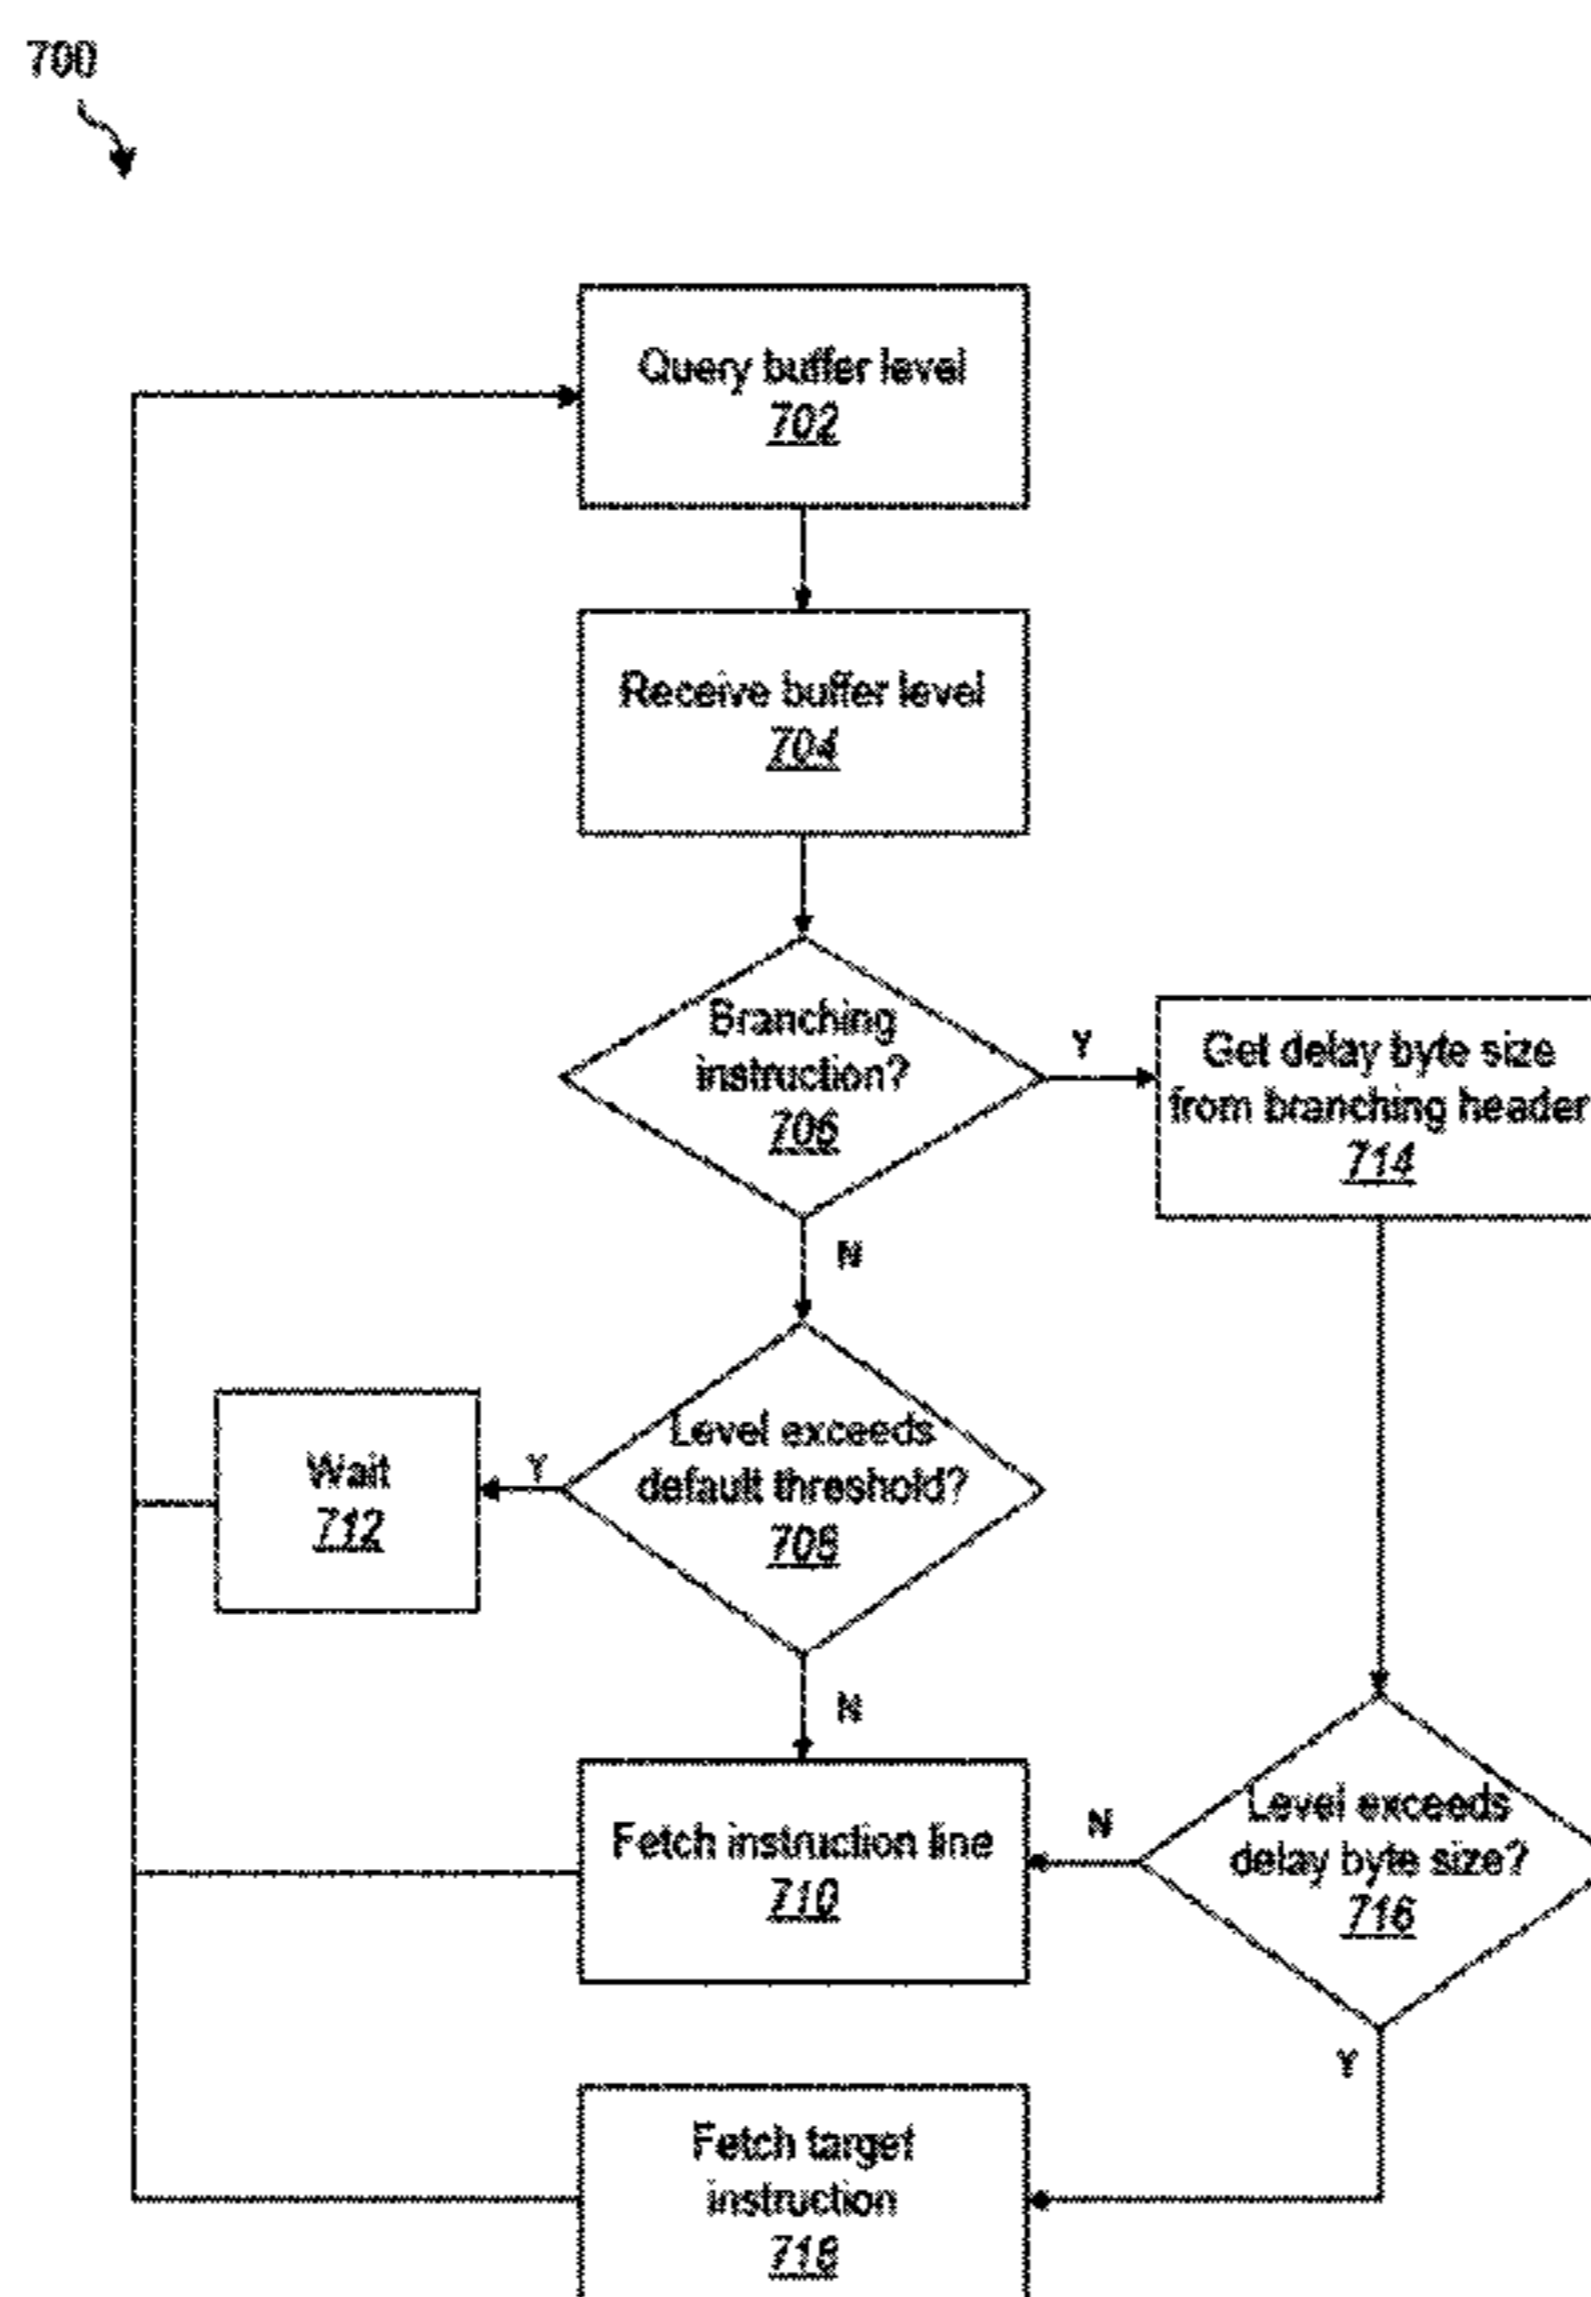 700
Query buffer level
702
Receive buffer level
704
Branching
instruction?
706
Y
Get delay byte size
from branching header
714
N
Level exceeds
default threshold?
708
Y
Wait
712
N
Fetch instruction line
710
N
Level exceeds
delay byte size?
716
Y
Fetch target
instruction
718